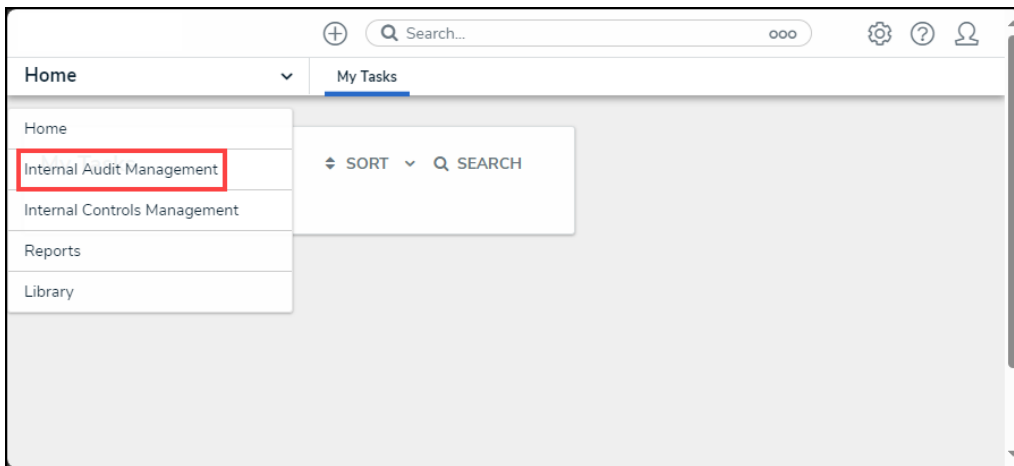 Search...
ooo
Home
My Tasks
Home
Internal Audit Management
SORT
SEARCH
Internal Controls Management
Reports
Library